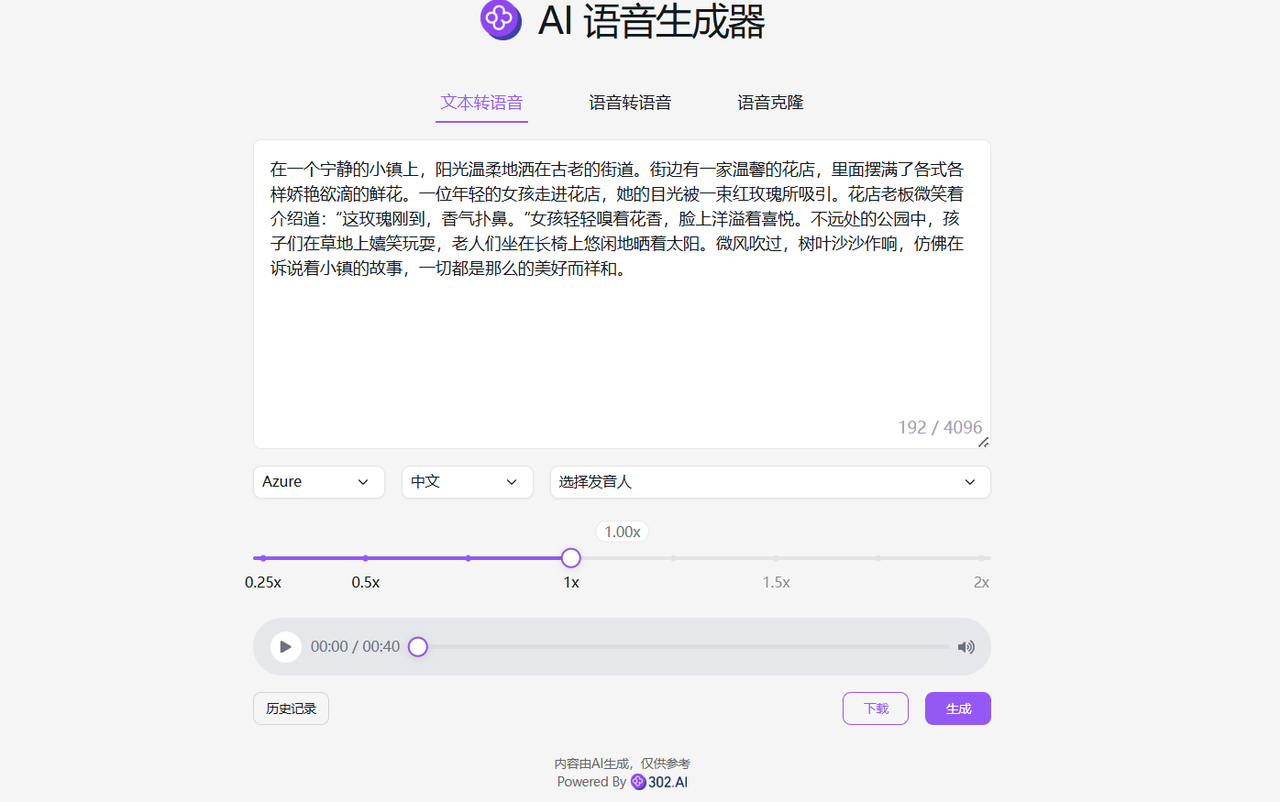 AI 语音生成器
文本转语音 语音转语音 语音克隆
在一个宁静的小镇上，阳光温柔地洒在古老的街道。街边有一家温馨的花店，里面摆满了各式各
样娇艳欲滴的鲜花。一位年轻的女孩走进花店，她的目光被一束红玫瑰所吸引。花店老板微笑着
介绍道：“这玫瑰刚到，香气扑鼻。”女孩轻轻嗅着花香，脸上洋溢着喜悦。不远处的公园中，孩
子们在草地上嬉笑玩耍，老人们坐在长椅上悠闲地晒着太阳。微风吹过，树叶沙沙作响，仿佛在
诉说着小镇的故事，一切都是那么的美好而祥和。
192 / 4096
Azure 中文 选择发音人
1.00x
0.25x 0.5x 1x 1.5x 2x
00:00 / 00:40
历史记录 下载 生成
内容由AI生成，仅供参考
Powered By 302.AI